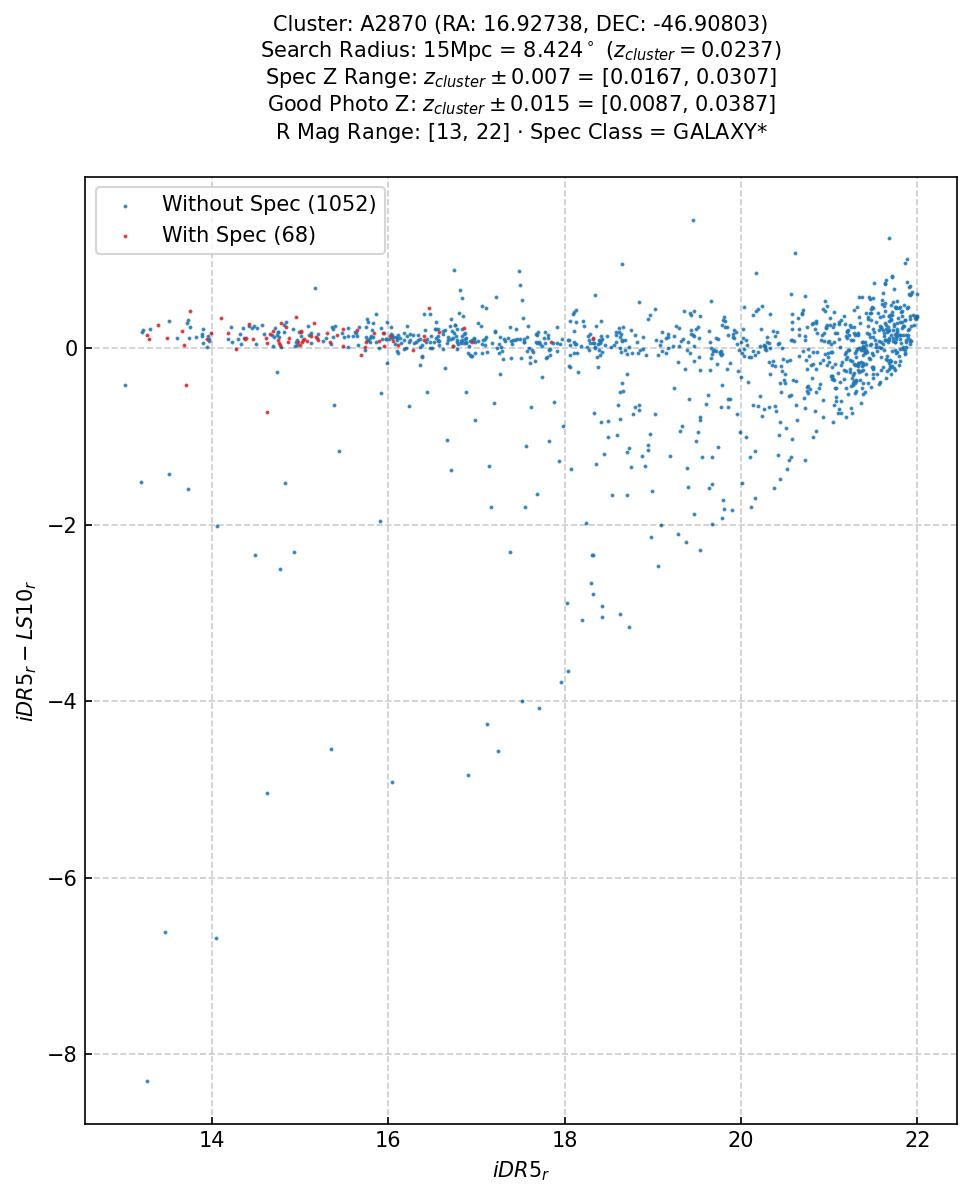 Cluster: A2870 (RA: 16.92738, DEC: -46.90803)
Search Radius: 15Mpc = 8.424° (z_cluster = 0.0237)
Spec Z Range: z_cluster ± 0.007 = [0.0167, 0.0307]
Good Photo Z: z_cluster ± 0.015 = [0.0087, 0.0387]
R Mag Range: [13, 22] · Spec Class = GALAXY*
Without Spec (1052)
With Spec (68)
0
−2
−4
−6
−8
iDR5_r − LS10_r
14 16 18 20 22
iDR5_r